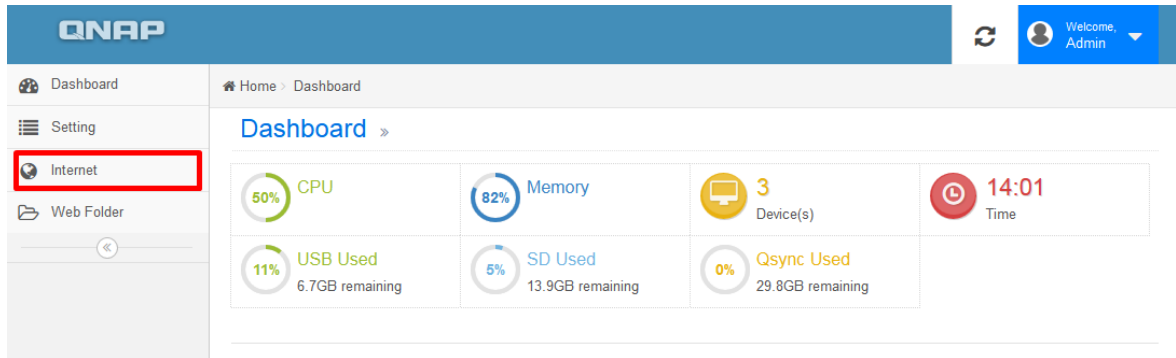 QNAP
Welcome,
Admin
Dashboard
Setting
Internet
Web Folder
Home > Dashboard
Dashboard »
50% CPU
82% Memory
3
Device(s)
14:01
Time
11% USB Used
6.7GB remaining
5% SD Used
13.9GB remaining
0% Qsync Used
29.8GB remaining